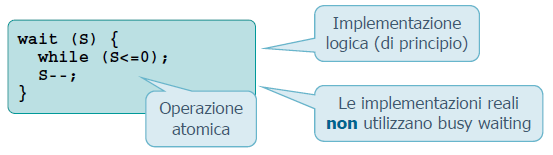 wait (S) {
while (S<=0);
S--;
}
Operazione
atomica
Implementazione
logica (di principio)
Le implementazioni reali
non utilizzano busy waiting